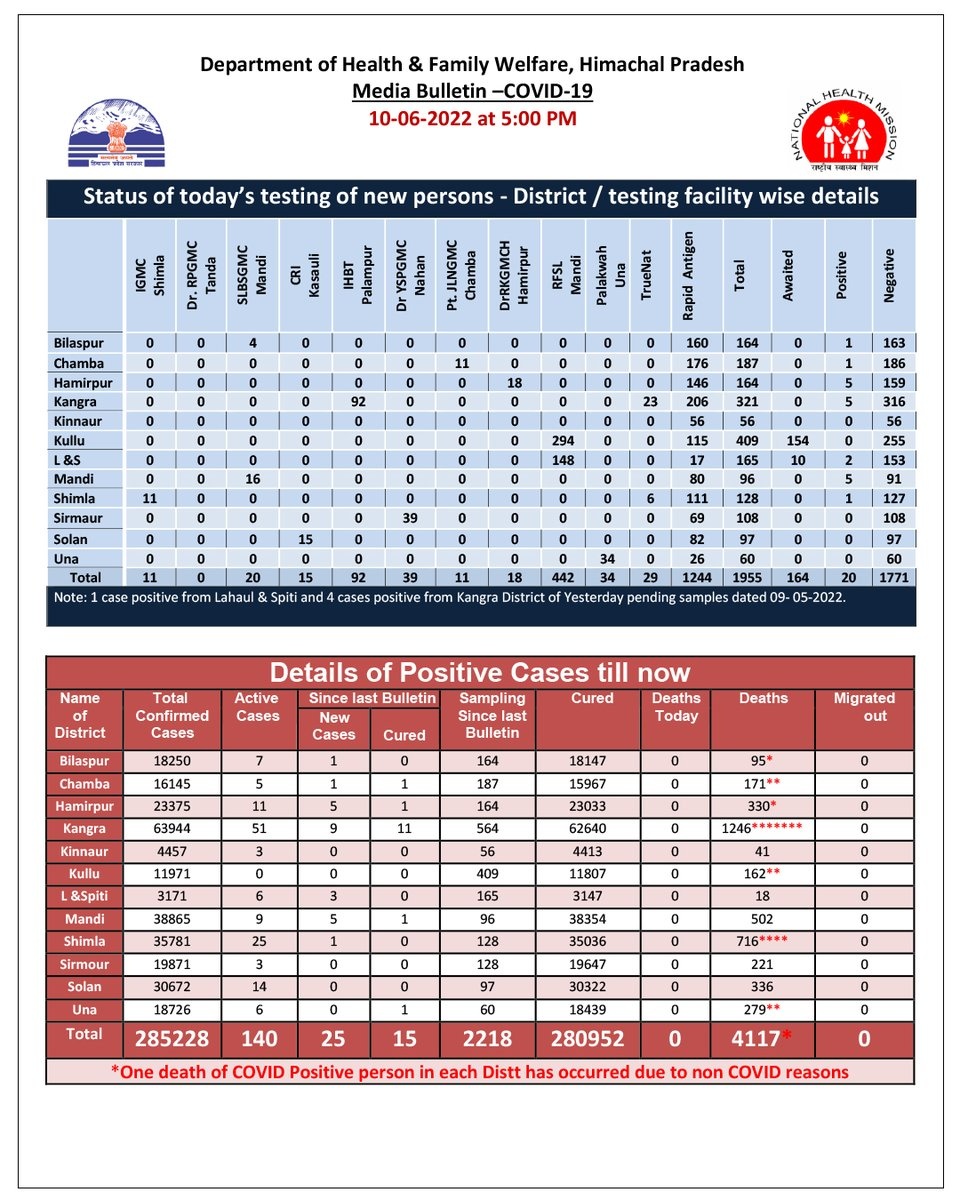 Department of Health & Family Welfare, Himachal Pradesh
Media Bulletin –COVID-19
10-06-2022 at 5:00 PM
NATIONAL HEALTH MISSION
राष्ट्रीय स्वास्थ्य मिशन
Status of today's testing of new persons - District / testing facility wise details
IGMC Shimla Dr. RPGMC Tanda SLBSGMC Mandi CRI Kasauli IHBT Palampur Dr YSPGMC Nahan Pt. JLNGMC Chamba DrRKGMCH Hamirpur RFSL Mandi Palakwah Una TrueNat Rapid Antigen Total Awaited Positive Negative
Bilaspur 0 0 4 0 0 0 0 0 0 0 0 160 164 0 1 163
Chamba 0 0 0 0 0 0 11 0 0 0 0 176 187 0 1 186
Hamirpur 0 0 0 0 0 0 0 18 0 0 0 146 164 0 5 159
Kangra 0 0 0 0 92 0 0 0 0 0 23 206 321 0 5 316
Kinnaur 0 0 0 0 0 0 0 0 0 0 0 56 56 0 0 56
Kullu 0 0 0 0 0 0 0 0 294 0 0 115 409 154 0 255
L &S 0 0 0 0 0 0 0 0 148 0 0 17 165 10 2 153
Mandi 0 0 16 0 0 0 0 0 0 0 0 80 96 0 5 91
Shimla 11 0 0 0 0 0 0 0 0 0 6 111 128 0 1 127
Sirmaur 0 0 0 0 0 39 0 0 0 0 0 69 108 0 0 108
Solan 0 0 0 15 0 0 0 0 0 0 0 82 97 0 0 97
Una 0 0 0 0 0 0 0 0 0 34 0 26 60 0 0 60
Total 11 0 20 15 92 39 11 18 442 34 29 1244 1955 164 20 1771
Note: 1 case positive from Lahaul & Spiti and 4 cases positive from Kangra District of Yesterday pending samples dated 09- 05-2022.
Details of Positive Cases till now
Name of District Total Confirmed Cases Active Cases Since last Bulletin New Cases Cured Sampling Since last Bulletin Cured Deaths Today Deaths Migrated out
Bilaspur 18250 7 1 0 164 18147 0 95* 0
Chamba 16145 5 1 1 187 15967 0 171** 0
Hamirpur 23375 11 5 1 164 23033 0 330* 0
Kangra 63944 51 9 11 564 62640 0 1246******* 0
Kinnaur 4457 3 0 0 56 4413 0 41 0
Kullu 11971 0 0 0 409 11807 0 162** 0
L &Spiti 3171 6 3 0 165 3147 0 18 0
Mandi 38865 9 5 1 96 38354 0 502 0
Shimla 35781 25 1 0 128 35036 0 716**** 0
Sirmour 19871 3 0 0 128 19647 0 221 0
Solan 30672 14 0 0 97 30322 0 336 0
Una 18726 6 0 1 60 18439 0 279** 0
Total 285228 140 25 15 2218 280952 0 4117* 0
*One death of COVID Positive person in each Distt has occurred due to non COVID reasons